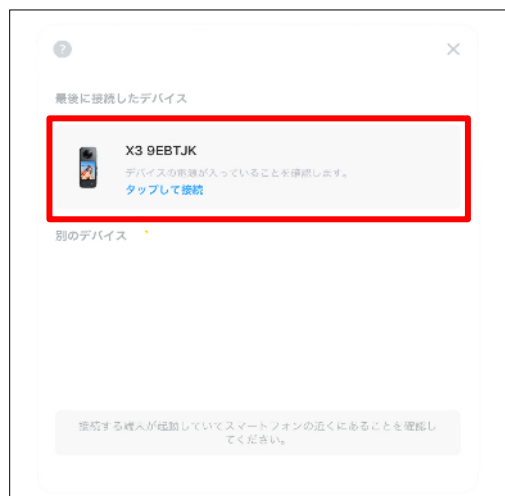 ?
最後に接続したデバイス
X3 9EBTJK
デバイスの電源が入っていることを確認します。
タップして接続
別のデバイス
接続する端末が起動していてスマートフォンの近くにあることを確認し
てください。